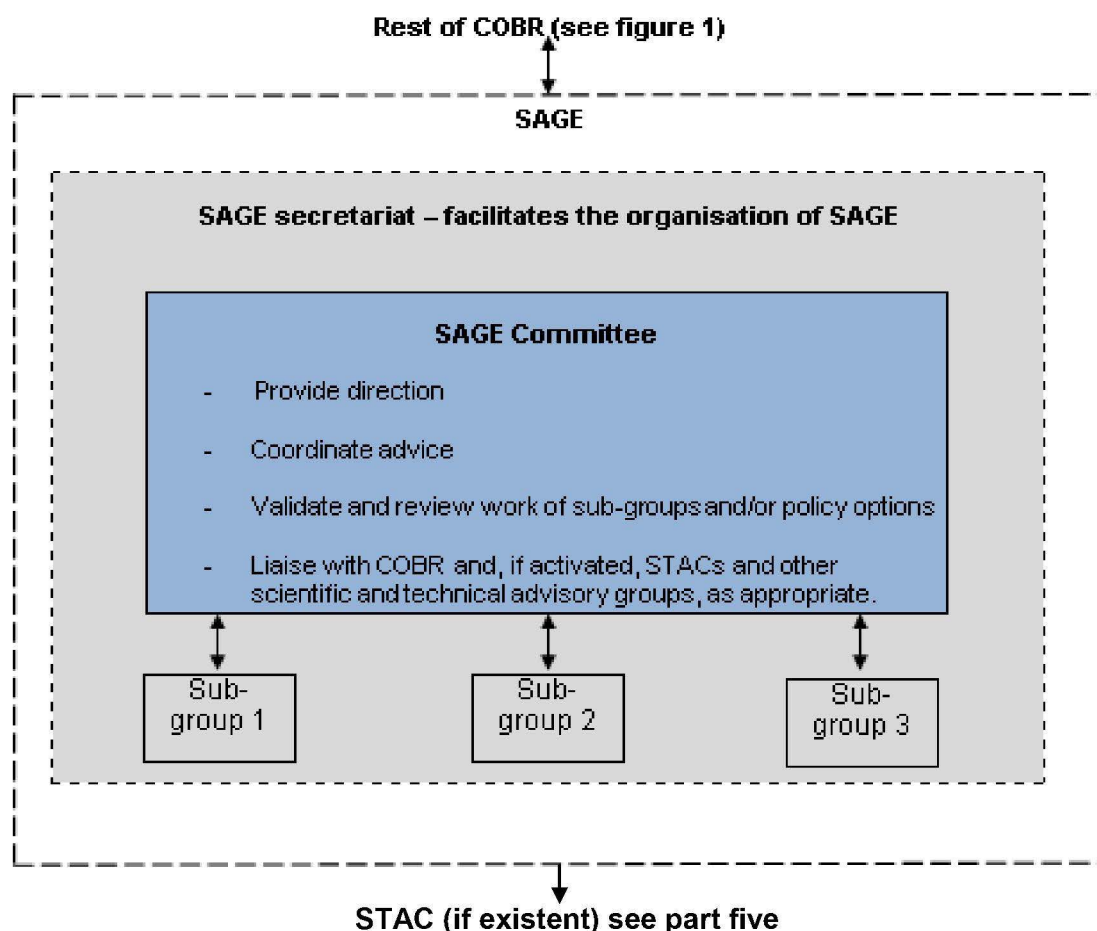 Rest of COBR (see figure 1)
SAGE
SAGE secretariat – facilitates the organisation of SAGE
SAGE Committee
- Provide direction
- Coordinate advice
- Validate and review work of sub-groups and/or policy options
- Liaise with COBR and, if activated, STACs and other
scientific and technical advisory groups, as appropriate.
Sub-
group 1
Sub-
group 2
Sub-
group 3
STAC (if existent) see part five